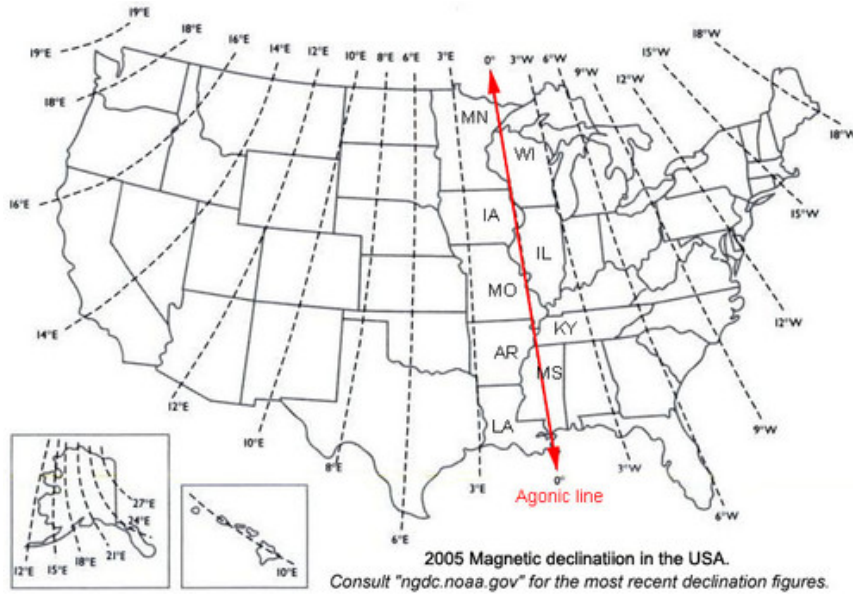 19°E
18°E
16°E
14°E
12°E
10°E
8°E
6°E
3°E
0°
3°W
6°W
9°W
12°W
15°W
18°W
19°E
18°E
16°E
14°E
12°E
10°E
8°E
6°E
3°E
0°
3°W
6°W
9°W
12°W
15°W
18°W
MN
WI
IA
IL
MO
KY
AR
MS
LA
Agonic line
27°E
24°E
12°E
15°E
18°E
21°E
10°E
2005 Magnetic declinatiion in the USA.
Consult "ngdc.noaa.gov" for the most recent declination figures.